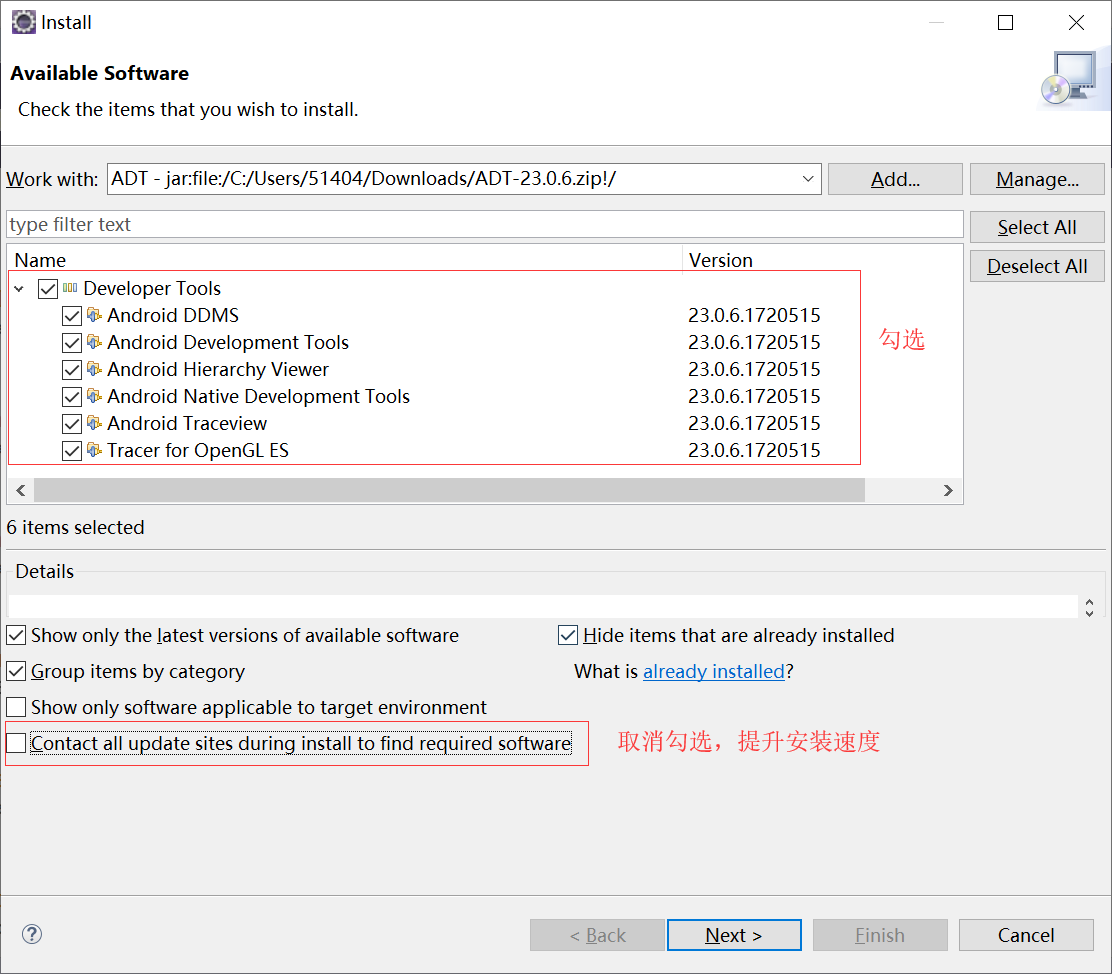 Install
Available Software
Check the items that you wish to install.
Work with: ADT - jar:file:/C:/Users/51404/Downloads/ADT-23.0.6.zip!/ Add... Manage...
type filter text Select All
Name Version Deselect All
Developer Tools
Android DDMS 23.0.6.1720515
Android Development Tools 23.0.6.1720515 勾选
Android Hierarchy Viewer 23.0.6.1720515
Android Native Development Tools 23.0.6.1720515
Android Traceview 23.0.6.1720515
Tracer for OpenGL ES 23.0.6.1720515
6 items selected
Details
Show only the latest versions of available software Hide items that are already installed
Group items by category What is already installed?
Show only software applicable to target environment
Contact all update sites during install to find required software 取消勾选，提升安装速度
? < Back Next > Finish Cancel